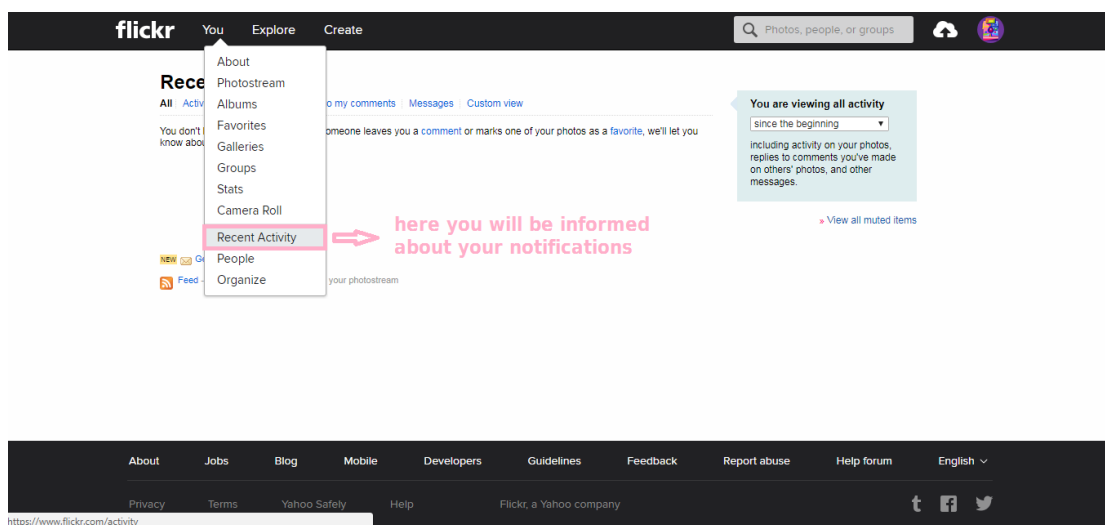 flickr You Explore Create Photos, people, or groups
About
Photostream
Albums
Favorites
Galleries
Groups
Stats
Camera Roll
Recent Activity
People
Organize
Rece
All Activ o my comments Messages Custom view
You don't omeone leaves you a comment or marks one of your photos as a favorite, we'll let you
know abou
You are viewing all activity
since the beginning
including activity on your photos,
replies to comments you've made
on others' photos, and other
messages.
» View all muted items
here you will be informed
about your notifications
NEW Ge
Feed - your photostream
About Jobs Blog Mobile Developers Guidelines Feedback Report abuse Help forum English
Privacy Terms Yahoo Safely Help Flickr, a Yahoo company
https://www.flickr.com/activity